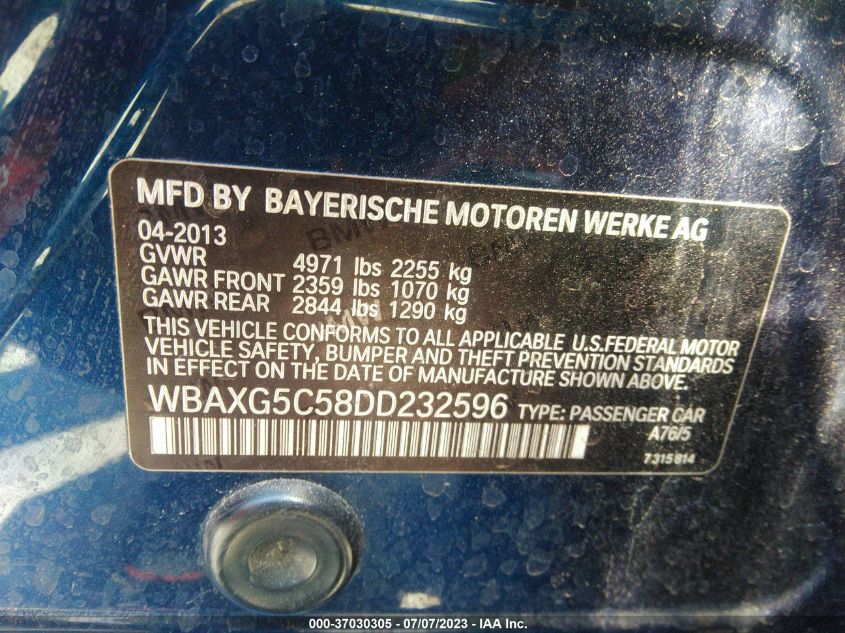 MFD BY BAYERISCHE MOTOREN WERKE AG
04-2013
GVWR 4971 lbs 2255 kg
GAWR FRONT 2359 lbs 1070 kg
GAWR REAR 2844 lbs 1290 kg
THIS VEHICLE CONFORMS TO ALL APPLICABLE U.S.FEDERAL MOTOR
VEHICLE SAFETY, BUMPER AND THEFT PREVENTION STANDARDS
IN EFFECT ON THE DATE OF MANUFACTURE SHOWN ABOVE.
WBAXG5C58DD232596 TYPE: PASSENGER CAR
A76/5
7315814
000-37030305 - 07/07/2023 - IAA Inc.